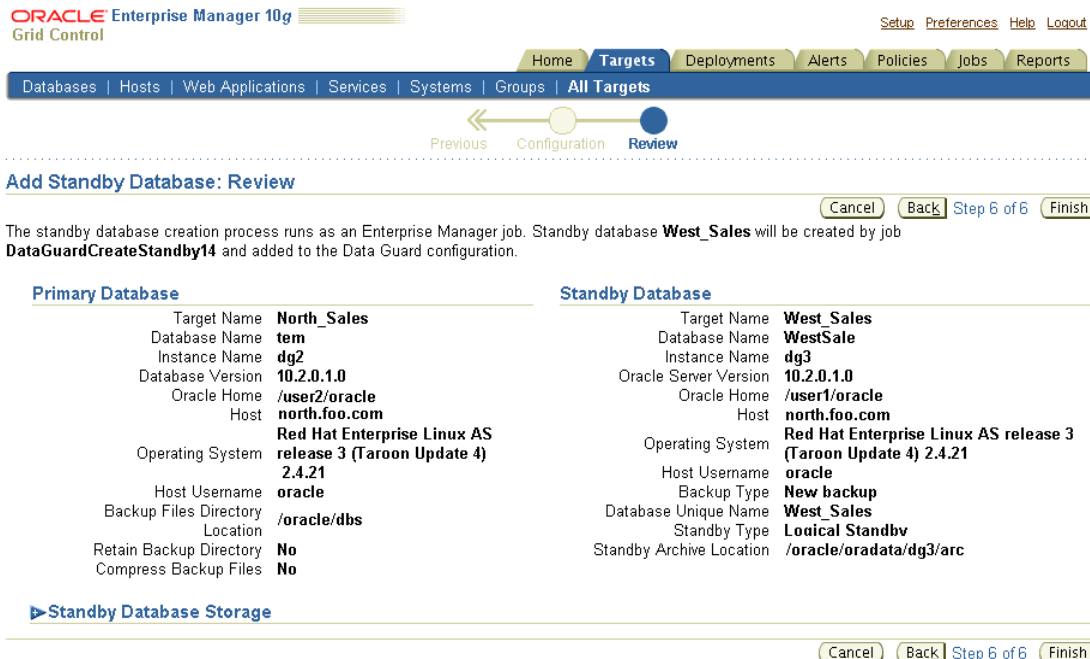 ORACLE Enterprise Manager 10g
Grid Control
Setup Preferences Help Logout
Home Targets Deployments Alerts Policies Jobs Reports
Databases | Hosts | Web Applications | Services | Systems | Groups | All Targets
Previous Configuration Review
Add Standby Database: Review
Cancel Back Step 6 of 6 Finish
The standby database creation process runs as an Enterprise Manager job. Standby database West_Sales will be created by job
DataGuardCreateStandby14 and added to the Data Guard configuration.
Primary Database
Target Name North_Sales
Database Name tem
Instance Name dg2
Database Version 10.2.0.1.0
Oracle Home /user2/oracle
Host north.foo.com
Operating System Red Hat Enterprise Linux AS
release 3 (Taroon Update 4)
2.4.21
Host Username oracle
Backup Files Directory
Location /oracle/dbs
Retain Backup Directory No
Compress Backup Files No
Standby Database
Target Name West_Sales
Database Name WestSale
Instance Name dg3
Oracle Server Version 10.2.0.1.0
Oracle Home /user1/oracle
Host north.foo.com
Operating System Red Hat Enterprise Linux AS release 3
(Taroon Update 4) 2.4.21
Host Username oracle
Backup Type New backup
Database Unique Name West_Sales
Standby Type Logical Standby
Standby Archive Location /oracle/oradata/dg3/arc
Standby Database Storage
Cancel Back Step 6 of 6 Finish